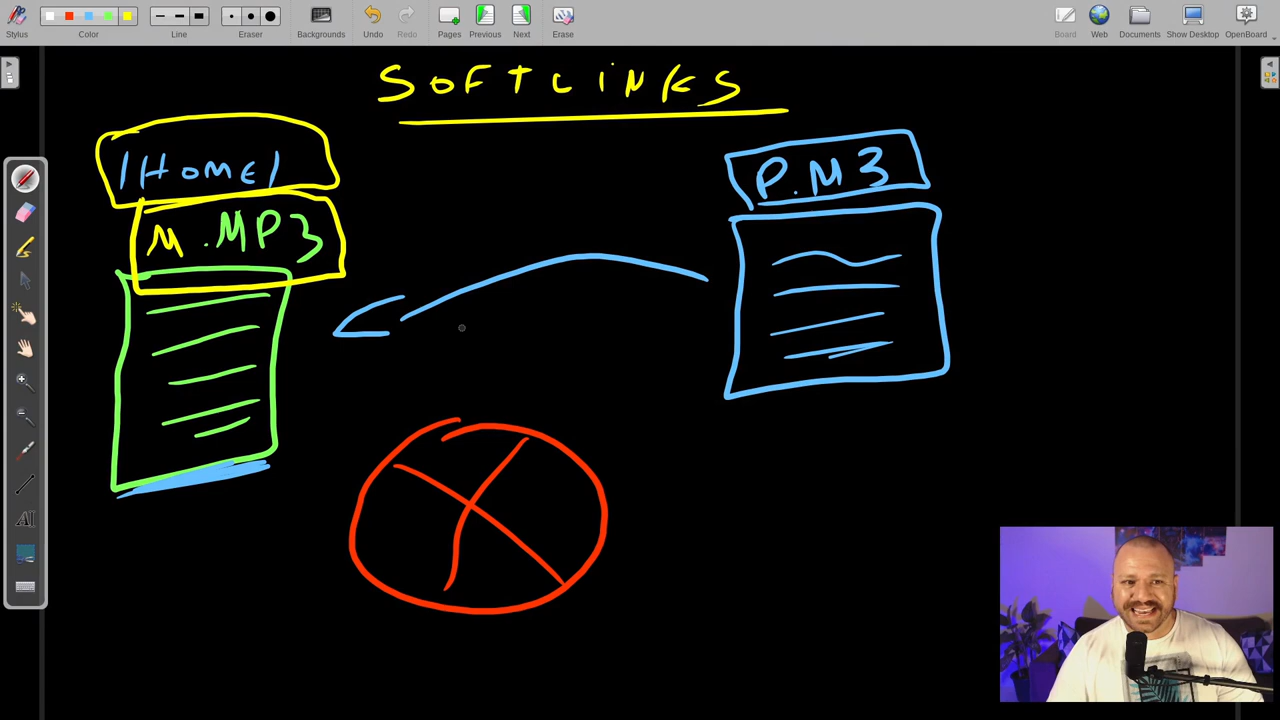 Stylus
Color
Line
Eraser
Backgrounds
Undo
Redo
Pages
Previous
Next
Erase
Board
Web
Documents
Show Desktop
OpenBoard
SOFTLINKS
/HOME/
M.MP3
P.M3
AI